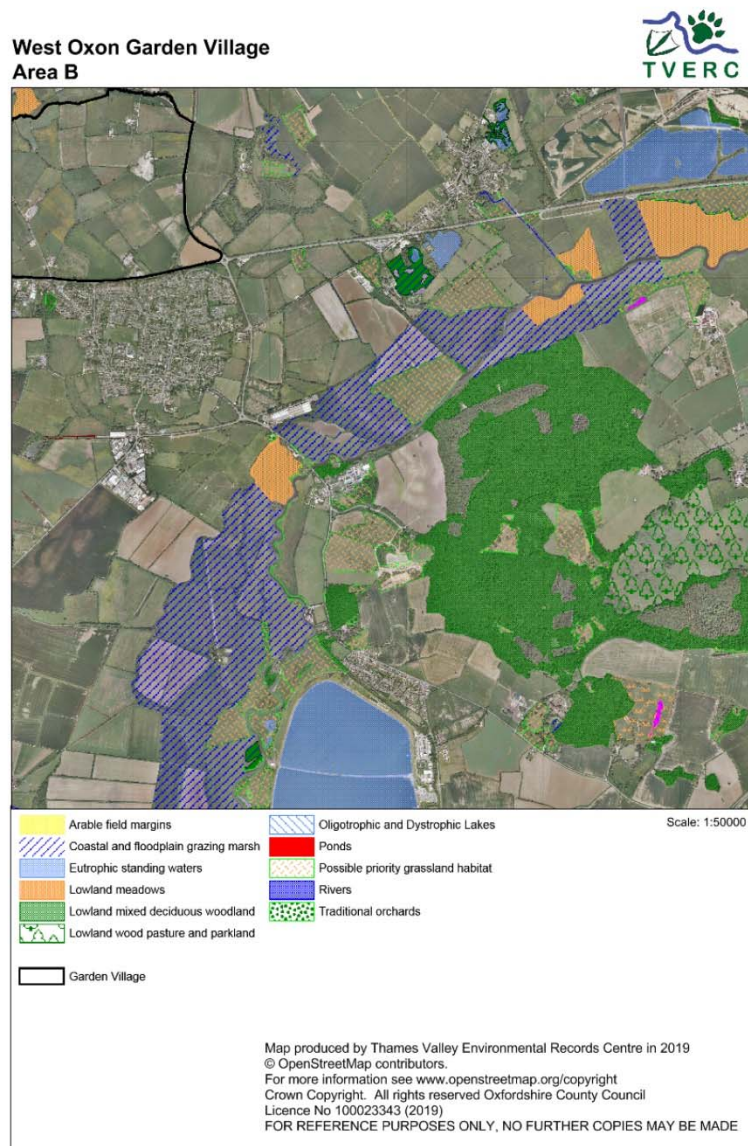 West Oxon Garden Village
Area B
TVERC
Scale: 1:50000
Arable field margins
Coastal and floodplain grazing marsh
Eutrophic standing waters
Lowland meadows
Lowland mixed deciduous woodland
Lowland wood pasture and parkland
Oligotrophic and Dystrophic Lakes
Ponds
Possible priority grassland habitat
Rivers
Traditional orchards
Garden Village
Map produced by Thames Valley Environmental Records Centre in 2019
© OpenStreetMap contributors.
For more information see www.openstreetmap.org/copyright
Crown Copyright. All rights reserved Oxfordshire County Council
Licence No 100023343 (2019)
FOR REFERENCE PURPOSES ONLY, NO FURTHER COPIES MAY BE MADE